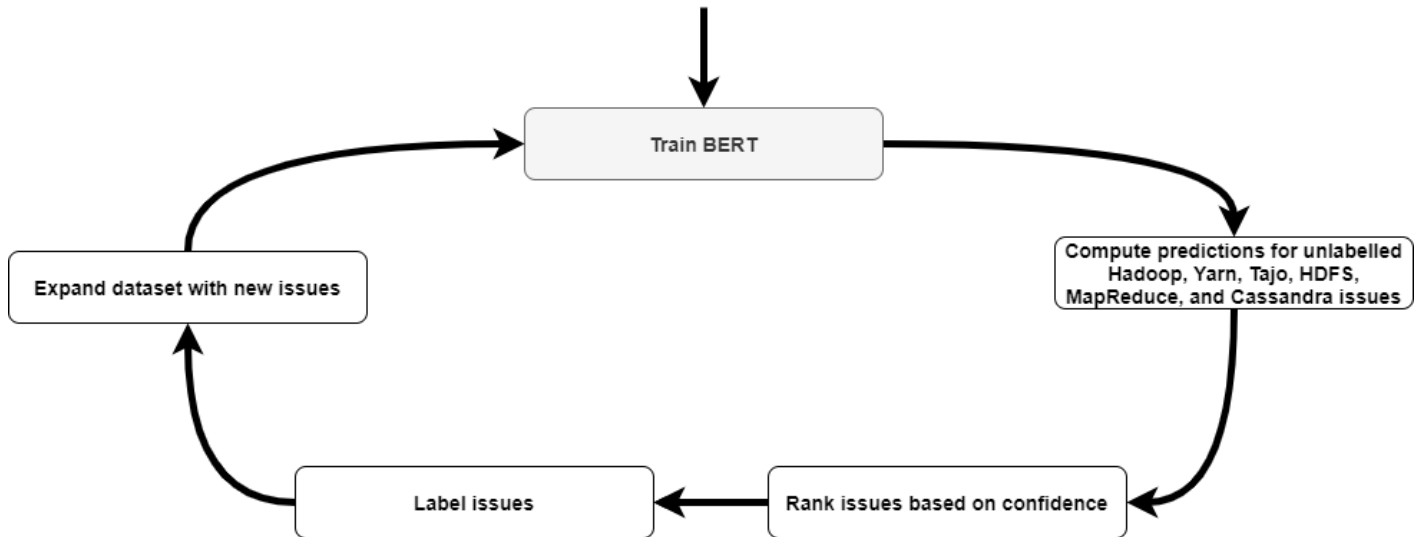 Train BERT
Compute predictions for unlabelled
Hadoop, Yarn, Tajo, HDFS,
MapReduce, and Cassandra issues
Expand dataset with new issues
Label issues
Rank issues based on confidence